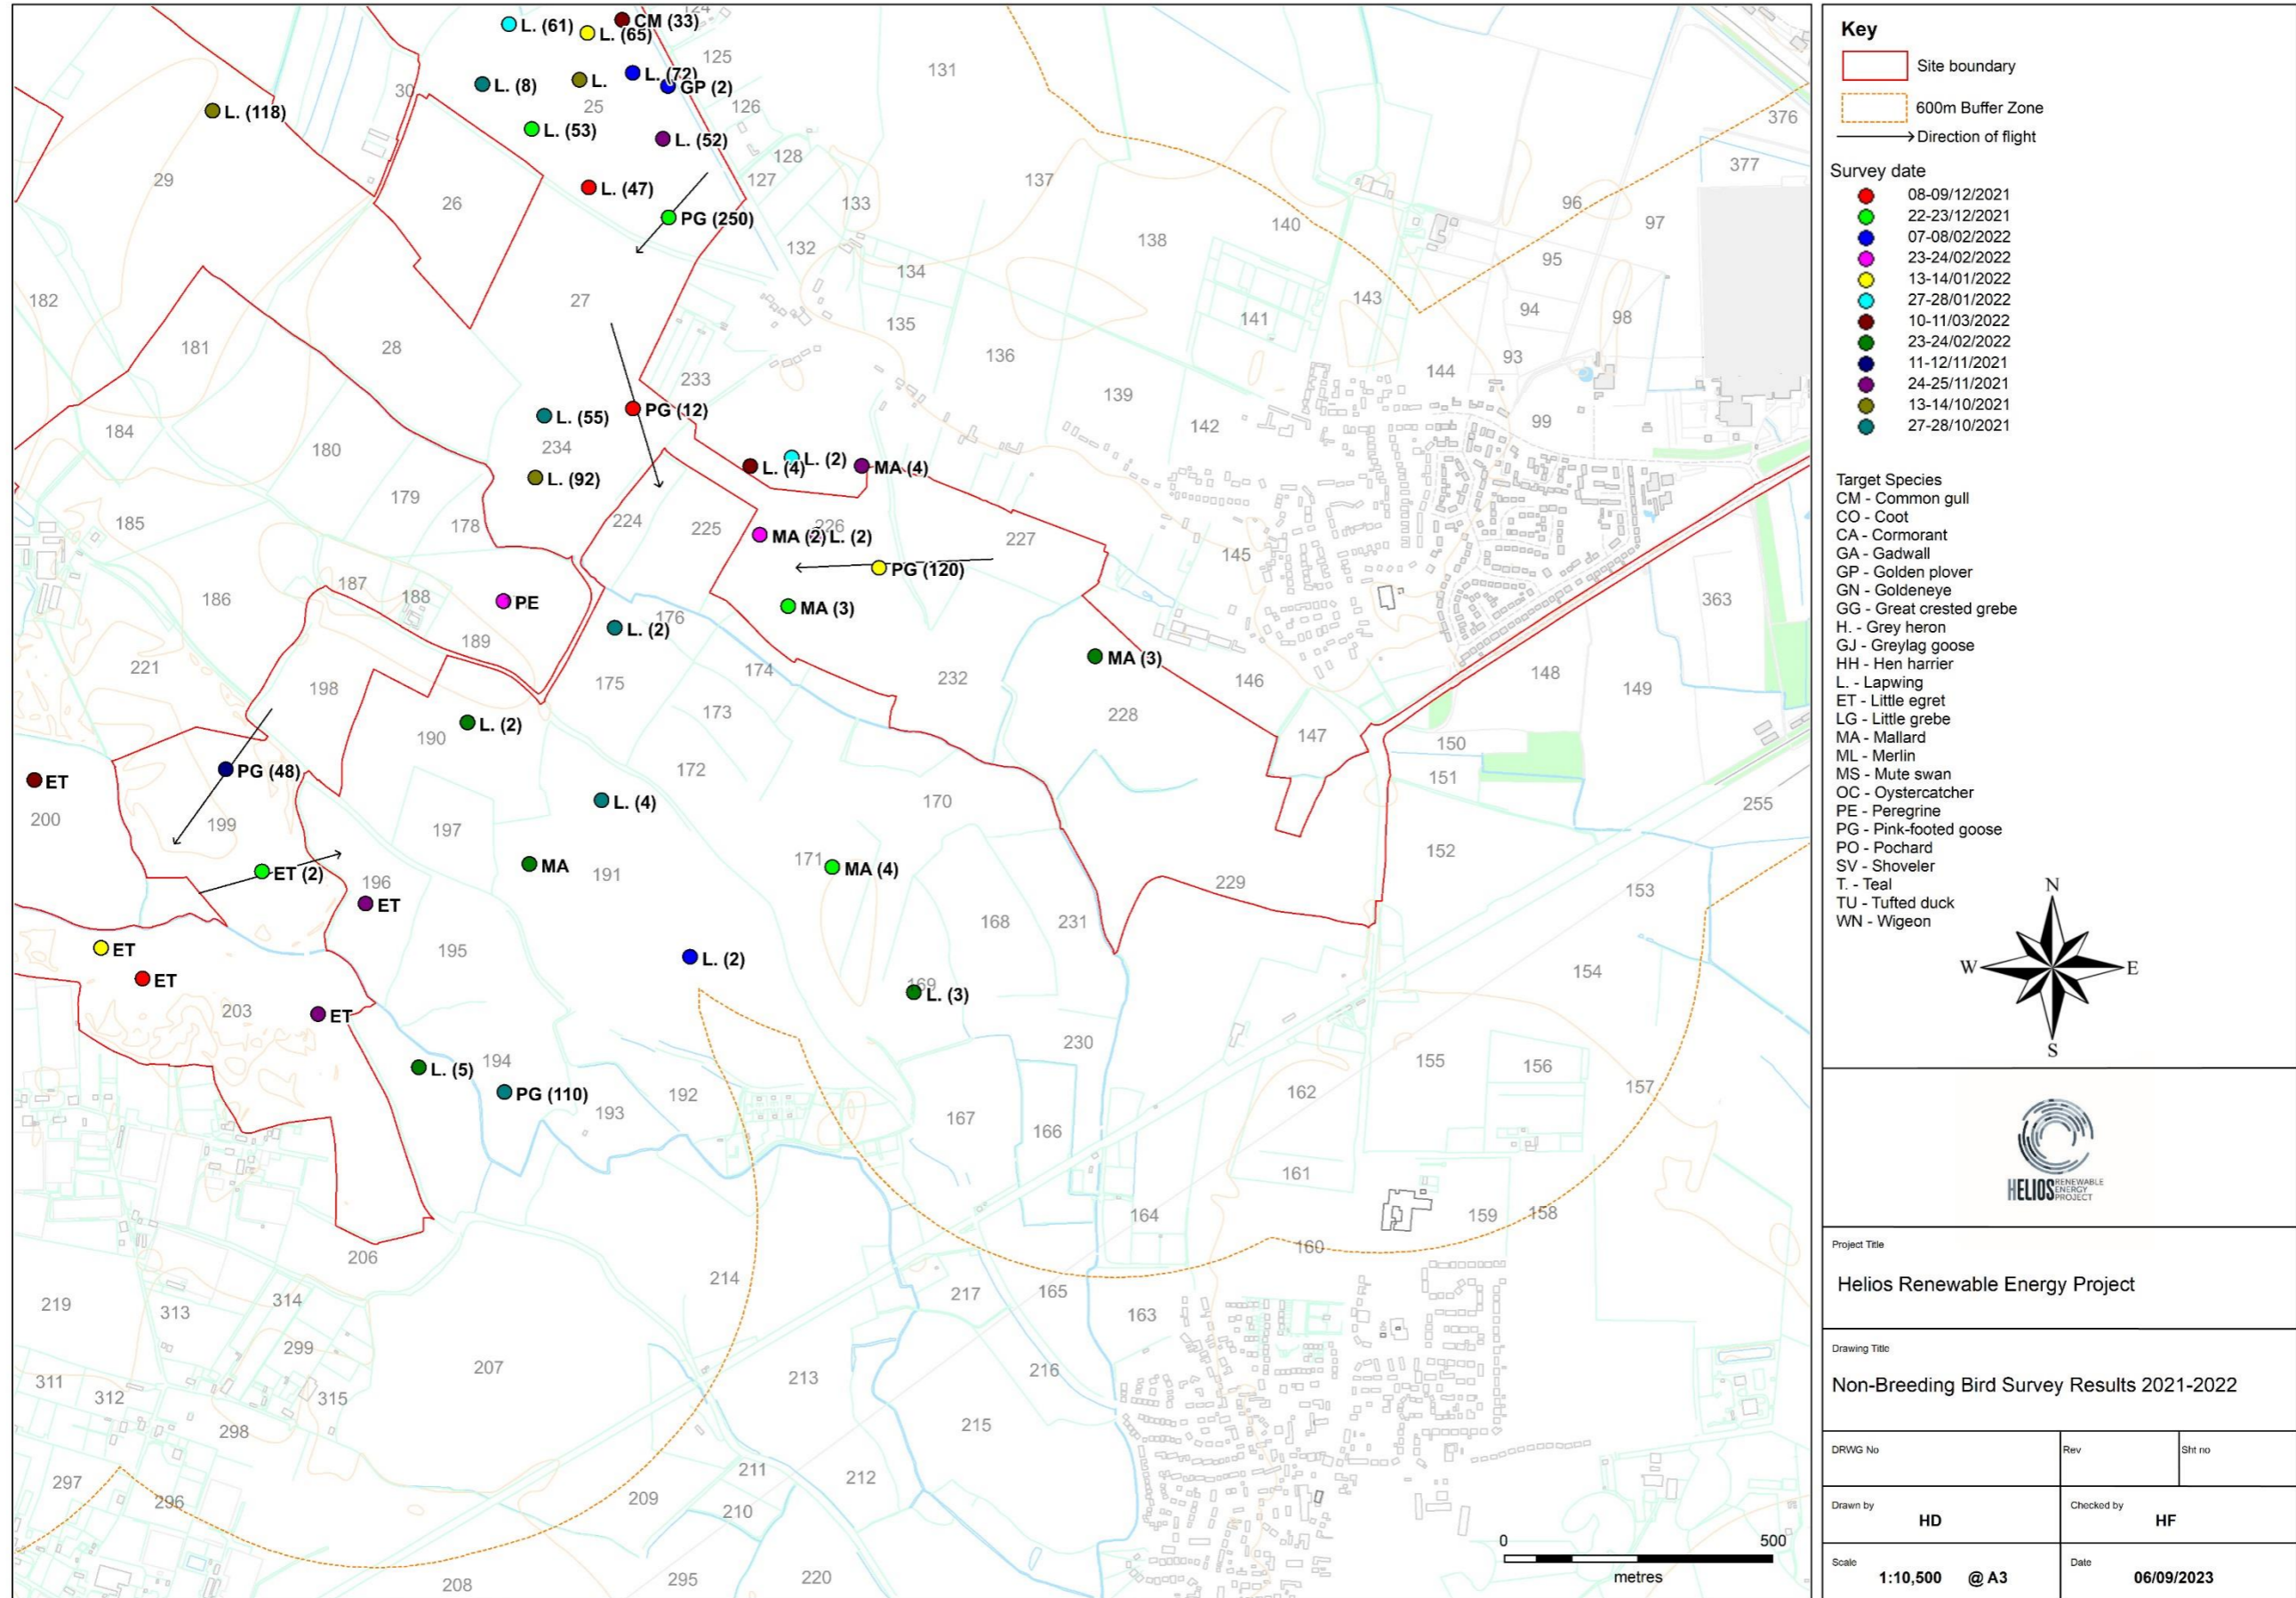 124
L. (61)
CM (33)
L. (65)
125
L. (72)
GP (2)
131
30
L. (8)
L.
25
126
L. (118)
L. (53)
L. (52)
128
376
377
29
127
137
L. (47)
26
133
96
PG (250)
97
140
132
138
134
95
182
27
143
94
98
141
135
181
28
136
93
144
233
139
PG (12)
L. (55)
99
142
184
234
180
L. (4)
L. (2)
MA (4)
L. (92)
179
185
178
224
225
226
MA (2)
L. (2)
227
145
PG (120)
187
188
186
PE
MA (3)
363
176
L. (2)
189
MA (3)
221
174
175
198
232
146
148
149
173
228
L. (2)
190
147
150
PG (48)
172
151
ET
L. (4)
170
255
200
199
197
171
152
MA
191
MA (4)
ET (2)
196
229
153
ET
168
231
ET
195
L. (2)
154
ET
169
L. (3)
203
ET
230
194
155
156
L. (5)
157
PG (110)
192
162
193
167
166
161
164
159
158
206
160
214
165
217
219
314
313
163
299
207
216
311
312
315
213
215
298
211
212
297
296
209
210
208
295
220
0 500
metres
Key
Site boundary
600m Buffer Zone
Direction of flight
Survey date
08-09/12/2021
22-23/12/2021
07-08/02/2022
23-24/02/2022
13-14/01/2022
27-28/01/2022
10-11/03/2022
23-24/02/2022
11-12/11/2021
24-25/11/2021
13-14/10/2021
27-28/10/2021
Target Species
CM - Common gull
CO - Coot
CA - Cormorant
GA - Gadwall
GP - Golden plover
GN - Goldeneye
GG - Great crested grebe
H. - Grey heron
GJ - Greylag goose
HH - Hen harrier
L. - Lapwing
ET - Little egret
LG - Little grebe
MA - Mallard
ML - Merlin
MS - Mute swan
OC - Oystercatcher
PE - Peregrine
PG - Pink-footed goose
PO - Pochard
SV - Shoveler
T. - Teal
TU - Tufted duck
WN - Wigeon
N
W E
S
HELIOS RENEWABLE ENERGY PROJECT
Project Title
Helios Renewable Energy Project
Drawing Title
Non-Breeding Bird Survey Results 2021-2022
DRWG No
Rev
Sht no
Drawn by
HD
Checked by
HF
Scale
1:10,500 @ A3
Date
06/09/2023